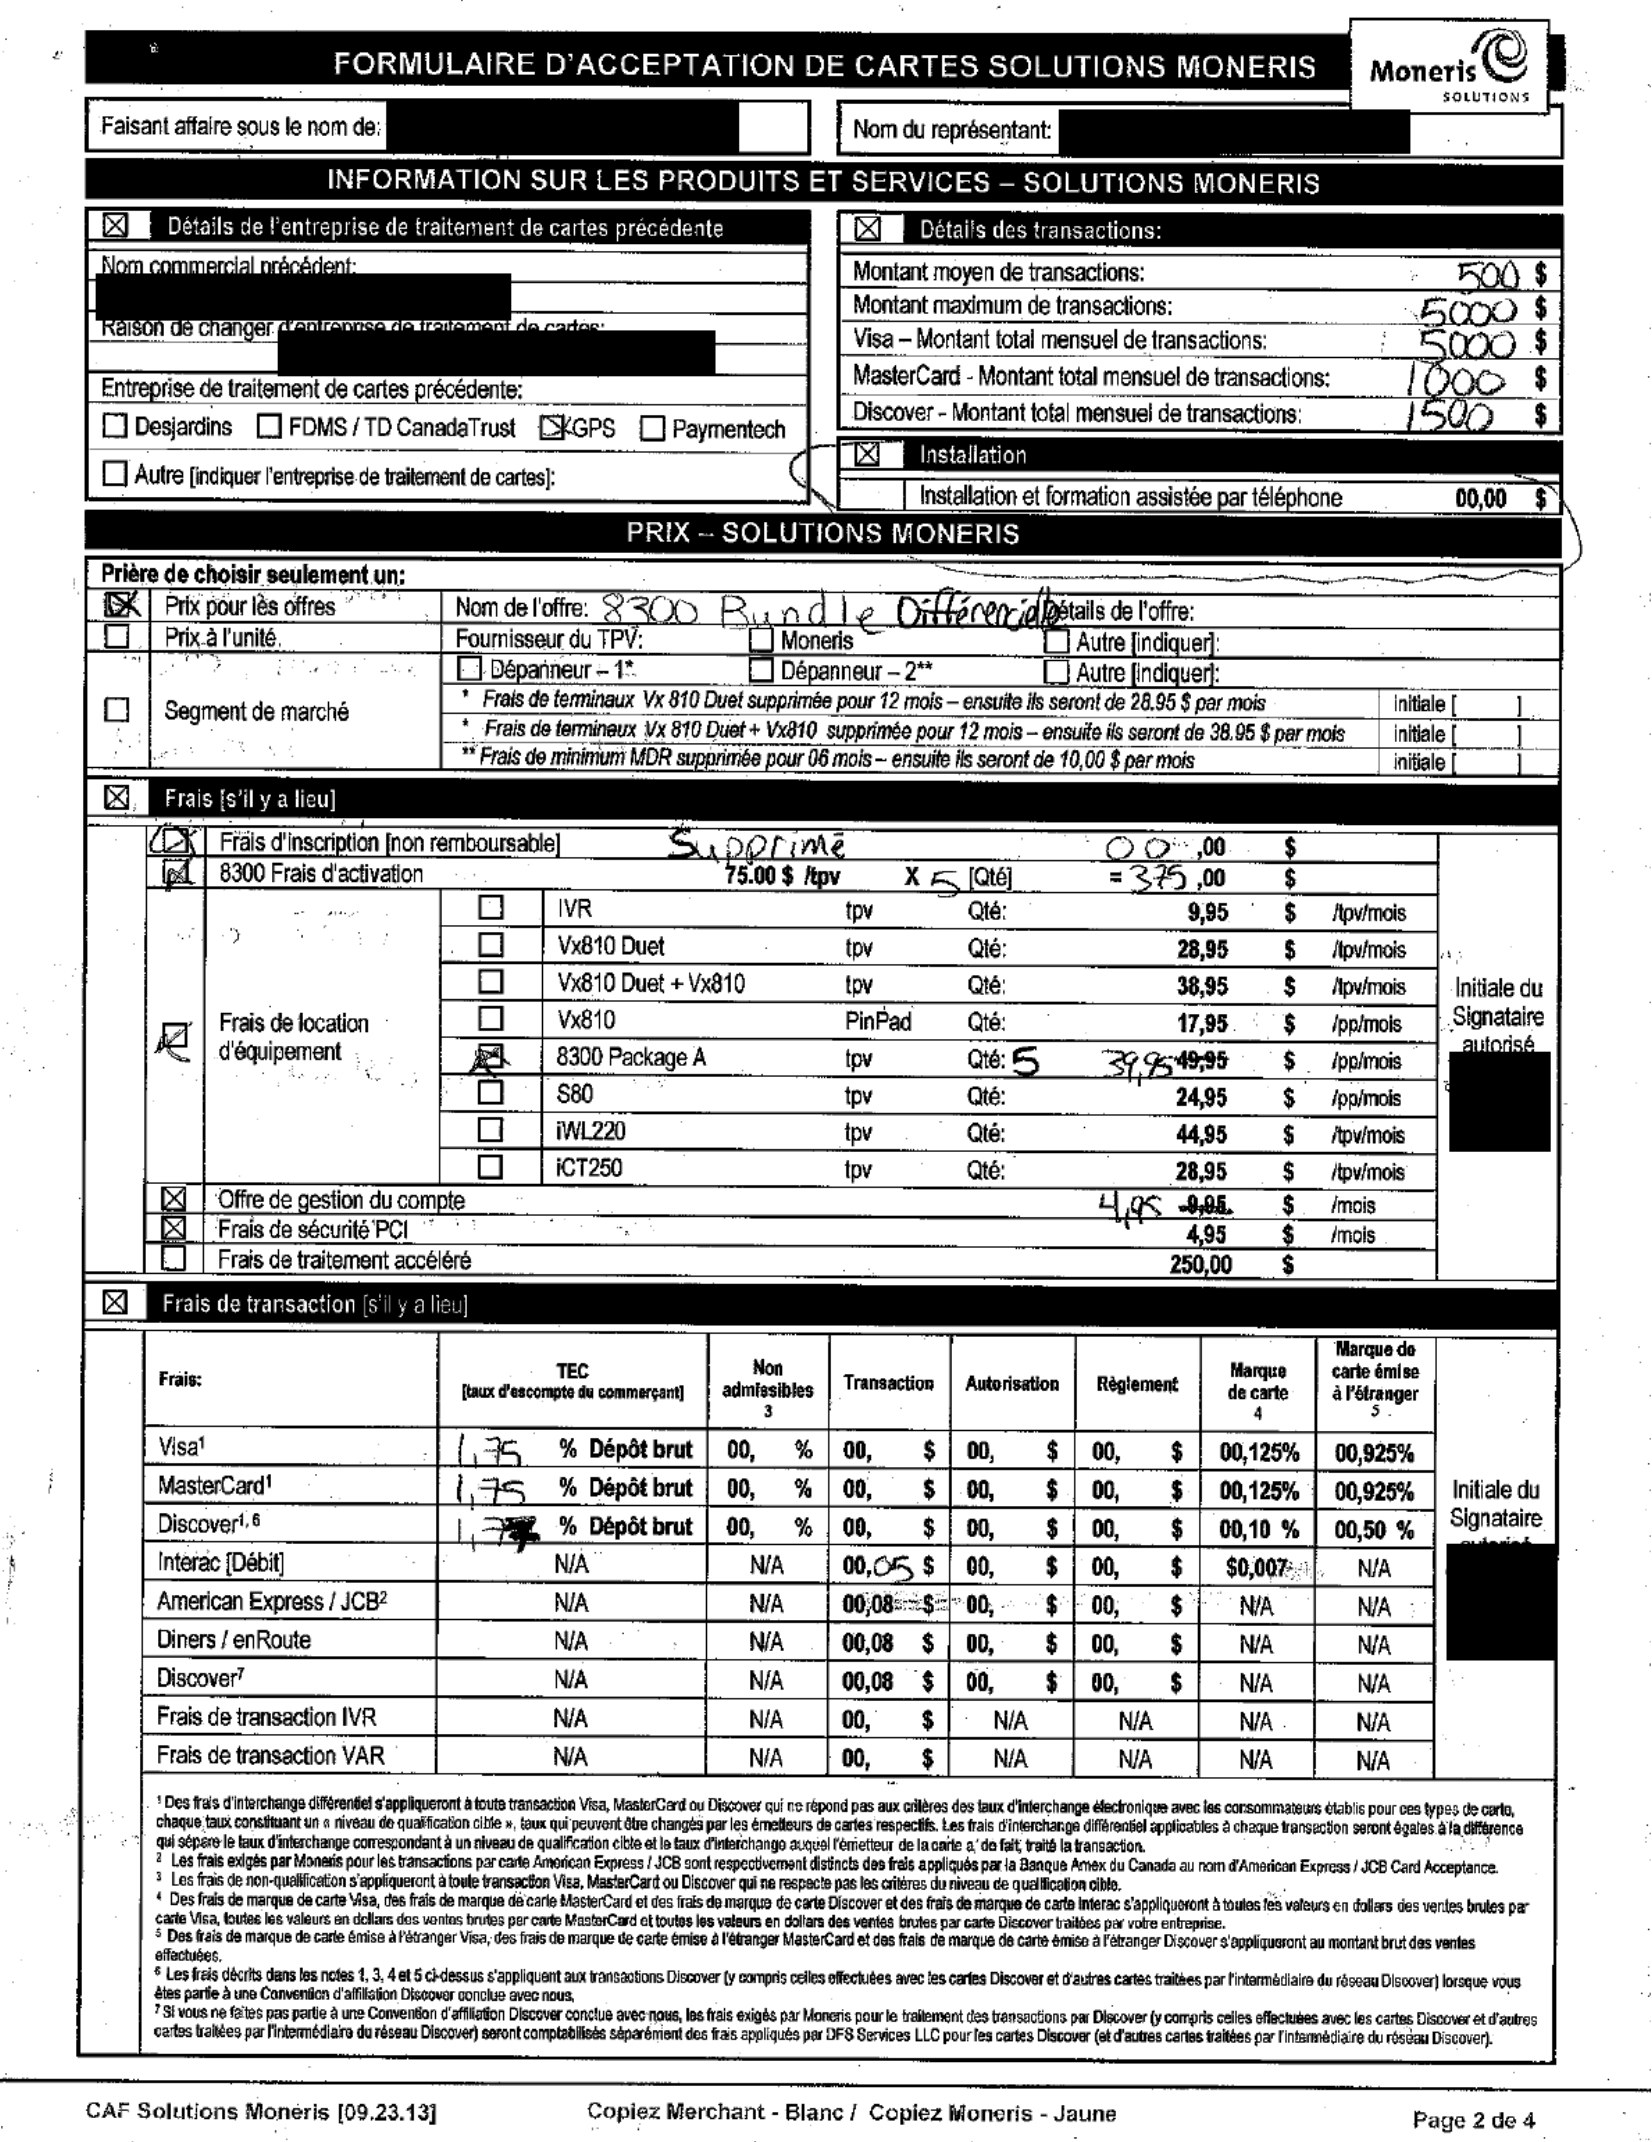 FORMULAIRE D'ACCEPTATION DE CARTES SOLUTIONS MONERIS
Moneris
SOLUTIONS
Faisant affaire sous le nom de:
Nom du représentant:
INFORMATION SUR LES PRODUITS ET SERVICES – SOLUTIONS MONERIS
Détails de l'entreprise de traitement de cartes précédente
Nom commercial précédent:
Raison de changer d'entreprise de traitement de cartes:
Entreprise de traitement de cartes précédente:
Desjardins FDMS / TD CanadaTrust GPS Paymentech
Autre [indiquer l'entreprise de traitement de cartes]:
Détails des transactions:
Montant moyen de transactions: 500 $
Montant maximum de transactions: 5000 $
Visa – Montant total mensuel de transactions: 5000 $
MasterCard - Montant total mensuel de transactions: 1000 $
Discover - Montant total mensuel de transactions: 1500 $
Installation
Installation et formation assistée par téléphone 00,00 $
PRIX – SOLUTIONS MONERIS
Prière de choisir seulement un:
Prix pour les offres Nom de l'offre: 8300 Bundle Différencielle Détails de l'offre:
Prix à l'unité. Fournisseur du TPV: Moneris Autre [indiquer]:
Dépanneur – 1* Dépanneur – 2** Autre [indiquer]:
Segment de marché
* Frais de terminaux Vx 810 Duet supprimée pour 12 mois – ensuite ils seront de 28.95 $ par mois initiale [ ]
* Frais de terminaux Vx 810 Duet + Vx810 supprimée pour 12 mois – ensuite ils seront de 38.95 $ par mois initiale [ ]
** Frais de minimum MDR supprimée pour 06 mois – ensuite ils seront de 10,00 $ par mois initiale [ ]
Frais [s'il y a lieu]
Frais d'inscription [non remboursable] Supprimé 00 ,00 $
8300 Frais d'activation 75.00 $ /tpv X 5 [Qté] = 375 ,00 $
IVR tpv Qté: 9,95 $ /tpv/mois
Vx810 Duet tpv Qté: 28,95 $ /tpv/mois
Vx810 Duet + Vx810 tpv Qté: 38,95 $ /tpv/mois
Vx810 PinPad Qté: 17,95 $ /pp/mois
Frais de location d'équipement
8300 Package A tpv Qté: 5 39,95 49,95 $ /pp/mois
S80 tpv Qté: 24,95 $ /pp/mois
iWL220 tpv Qté: 44,95 $ /tpv/mois
iCT250 tpv Qté: 28,95 $ /tpv/mois
Initiale du
Signataire
autorisé
Offre de gestion du compte 4,95 9,95 $ /mois
Frais de sécurité PCI 4,95 $ /mois
Frais de traitement accéléré 250,00 $
Frais de transaction [s'il y a lieu]
Frais: TEC [taux d'escompte du commerçant] Non admissibles 3 Transaction Autorisation Règlement Marque de carte 4 Marque de carte émise à l'étranger 5
Visa¹ 1,75 % Dépôt brut 00, % 00, $ 00, $ 00, $ 00,125% 00,925%
MasterCard¹ 1,75 % Dépôt brut 00, % 00, $ 00, $ 00, $ 00,125% 00,925%
Discover¹,⁶ % Dépôt brut 00, % 00, $ 00, $ 00, $ 00,10 % 00,50 %
Interac [Débit] N/A N/A 00,05 $ 00, $ 00, $ $0,007 N/A
American Express / JCB² N/A N/A 00,08 $ 00, $ 00, $ N/A N/A
Diners / enRoute N/A N/A 00,08 $ 00, $ 00, $ N/A N/A
Discover⁷ N/A N/A 00,08 $ 00, $ 00, $ N/A N/A
Frais de transaction IVR N/A N/A 00, $ N/A N/A N/A N/A
Frais de transaction VAR N/A N/A 00, $ N/A N/A N/A N/A
Initiale du
Signataire
autorisé
¹ Des frais d'interchange différentiel s'appliqueront à toute transaction Visa, MasterCard ou Discover qui ne répond pas aux critères des taux d'interchange électronique avec les consommateurs établis pour ces types de carte,
chaque taux constituant un « niveau de qualification cible », taux qui peuvent être changés par les émetteurs de cartes respectifs. Les frais d'interchange différentiel applicables à chaque transaction seront égales à la différence
qui sépare le taux d'interchange correspondant à un niveau de qualification cible et le taux d'interchange auquel l'émetteur de la carte a, de fait, traité la transaction.
² Les frais exigés par Moneris pour les transactions par carte American Express / JCB sont respectivement distincts des frais appliqués par la Banque Amex du Canada au nom d'American Express / JCB Card Acceptance.
³ Les frais de non-qualification s'appliqueront à toute transaction Visa, MasterCard ou Discover qui ne respecte pas les critères du niveau de qualification cible.
⁴ Des frais de marque de carte Visa, des frais de marque de carte MasterCard et des frais de marque de carte Discover et des frais de marque de carte Interac s'appliqueront à toutes les valeurs en dollars des ventes brutes par
carte Visa, toutes les valeurs en dollars des ventes brutes per carte MasterCard et toutes les valeurs en dollars des ventes brutes par carte Discover traitées par votre entreprise.
⁵ Des frais de marque de carte émise à l'étranger Visa, des frais de marque de carte émise à l'étranger MasterCard et des frais de marque de carte émise à l'étranger Discover s'appliqueront au montant brut des ventes
effectuées.
⁶ Les frais décrits dans les notes 1, 3, 4 et 5 ci-dessus s'appliquent aux transactions Discover (y compris celles effectuées avec les cartes Discover et d'autres cartes traitées par l'intermédiaire du réseau Discover) lorsque vous
êtes partie à une Convention d'affiliation Discover conclue avec nous,
⁷ Si vous ne faites pas partie à une Convention d'affiliation Discover conclue avec nous, les frais exigés par Moneris pour le traitement des transactions par Discover (y compris celles effectuées avec les cartes Discover et d'autres
cartes traitées par l'intermédiaire du réseau Discover) seront comptabilisés séparément des frais appliqués par DFS Services LLC pour les cartes Discover (et d'autres cartes traitées par l'intermédiaire du réseau Discover).
CAF Solutions Moneris [09.23.13] Copiez Merchant - Blanc / Copiez Moneris - Jaune Page 2 de 4